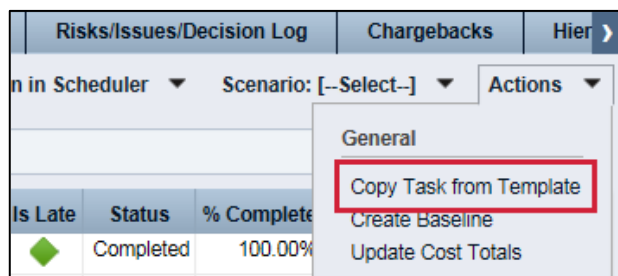 Risks/Issues/Decision Log Chargebacks Hier
n in Scheduler Scenario: [--Select--] Actions
General
Copy Task from Template
Is Late Status % Complete Create Baseline
Completed 100.00% Update Cost Totals